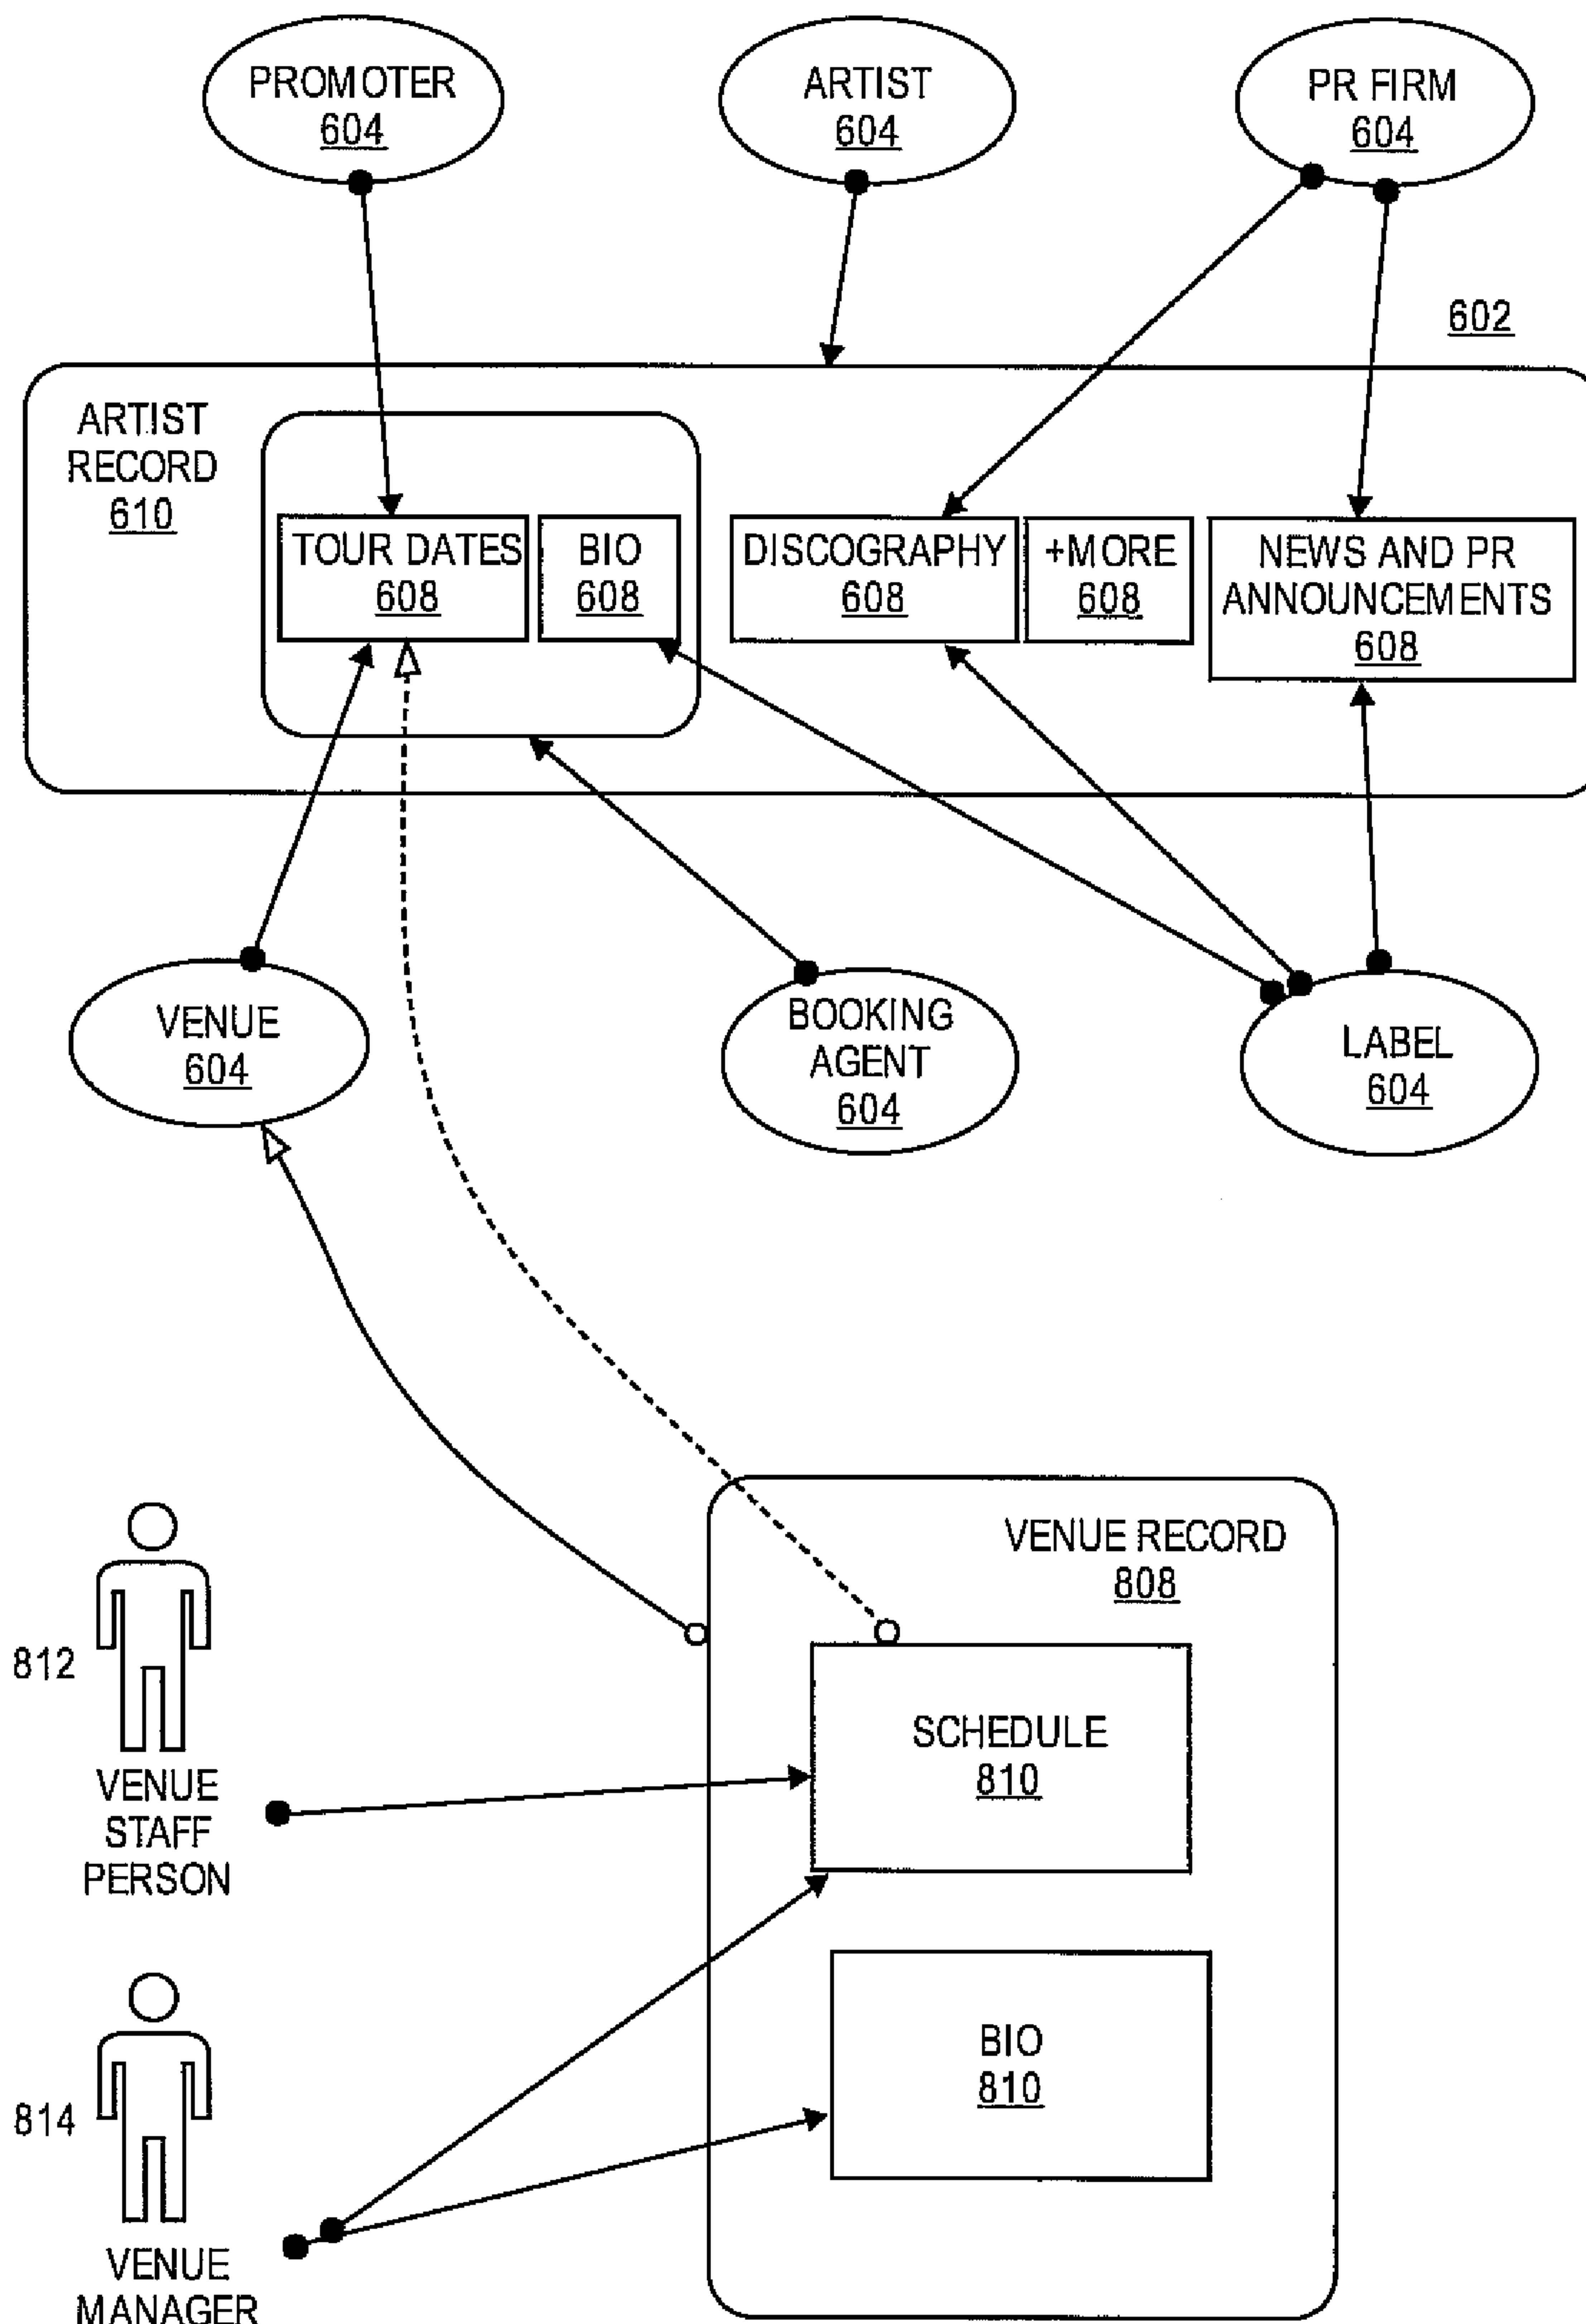 PROMOTER
604
ARTIST
604
PR FIRM
604
602
ARTIST
RECORD
610
TOUR DATES
608
BIO
608
DISCOGRAPHY
608
+MORE
608
NEWS AND PR
ANNOUNCEMENTS
608
VENUE
604
BOOKING
AGENT
604
LABEL
604
VENUE RECORD
808
812
VENUE
STAFF
PERSON
SCHEDULE
810
814
VENUE
MANAGER
BIO
810